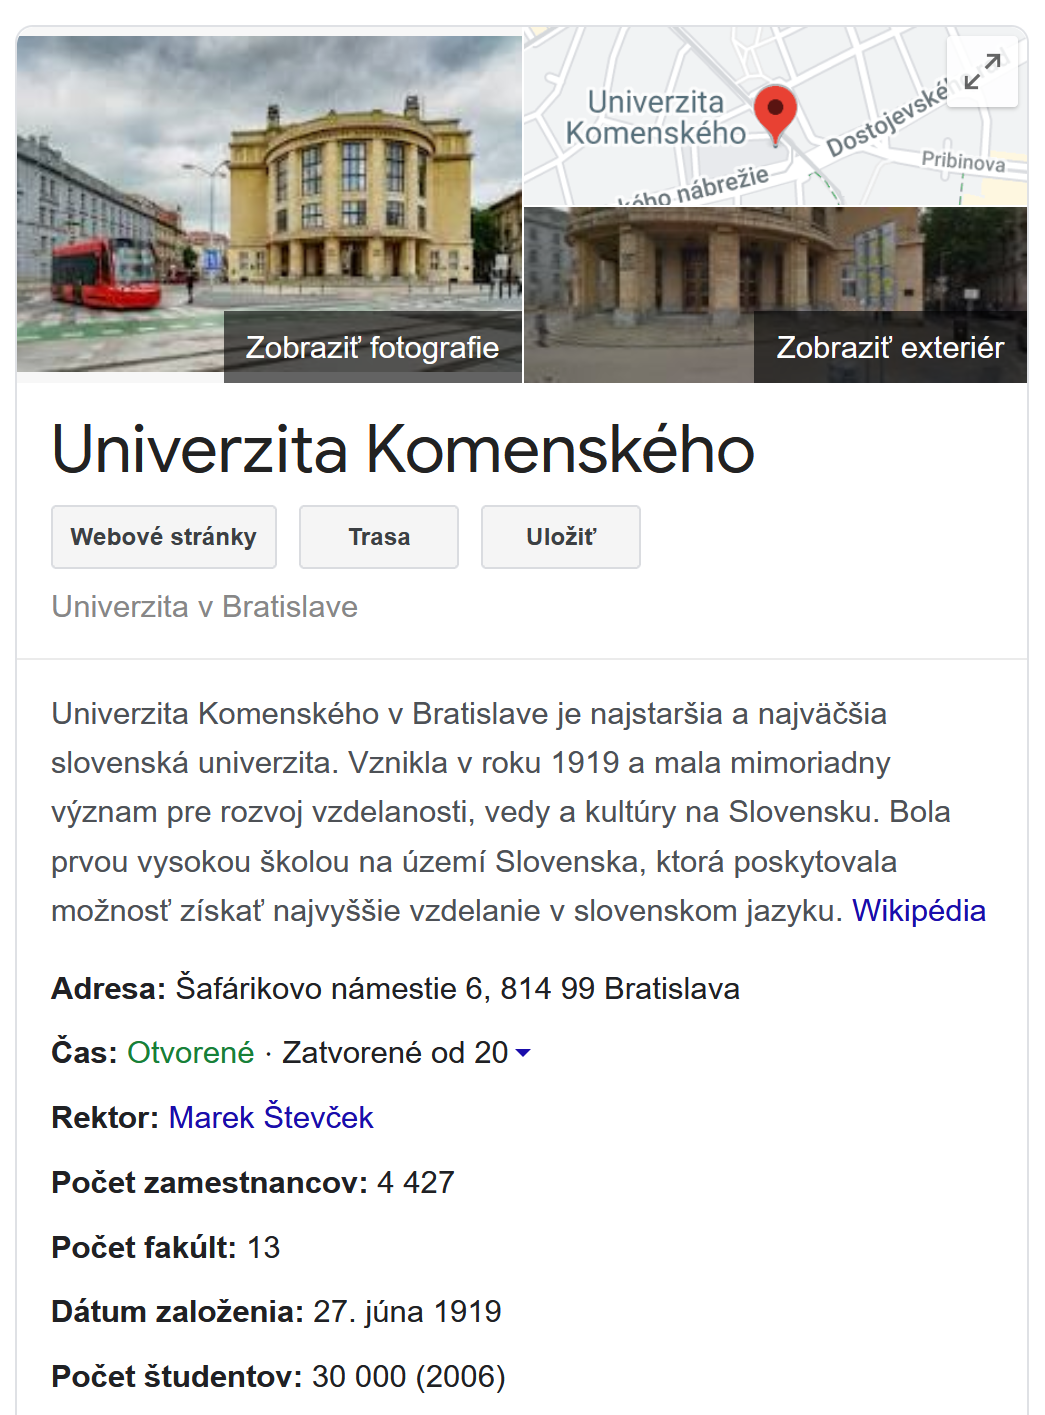 Univerzita
Komenského
Dostojevského
Pribinova
kého nábrežie
Zobraziť fotografie
Zobraziť exteriér
Univerzita Komenského
Webové stránky
Trasa
Uložiť
Univerzita v Bratislave
Univerzita Komenského v Bratislave je najstaršia a najväčšia
slovenská univerzita. Vznikla v roku 1919 a mala mimoriadny
význam pre rozvoj vzdelanosti, vedy a kultúry na Slovensku. Bola
prvou vysokou školou na území Slovenska, ktorá poskytovala
možnosť získať najvyššie vzdelanie v slovenskom jazyku. Wikipédia
Adresa: Šafárikovo námestie 6, 814 99 Bratislava
Čas: Otvorené · Zatvorené od 20
Rektor: Marek Števček
Počet zamestnancov: 4 427
Počet fakúlt: 13
Dátum založenia: 27. júna 1919
Počet študentov: 30 000 (2006)